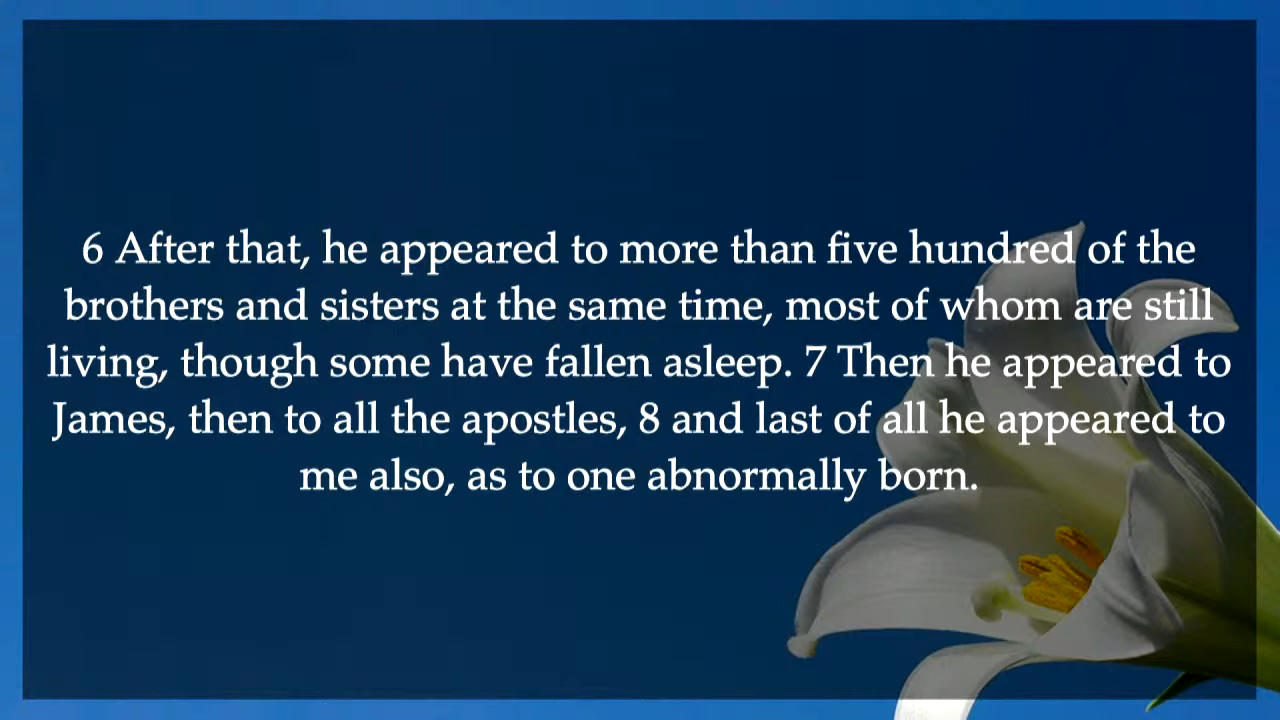 6 After that, he appeared to more than five hundred of the
brothers and sisters at the same time, most of whom are still
living, though some have fallen asleep. 7 Then he appeared to
James, then to all the apostles, 8 and last of all he appeared to
me also, as to one abnormally born.